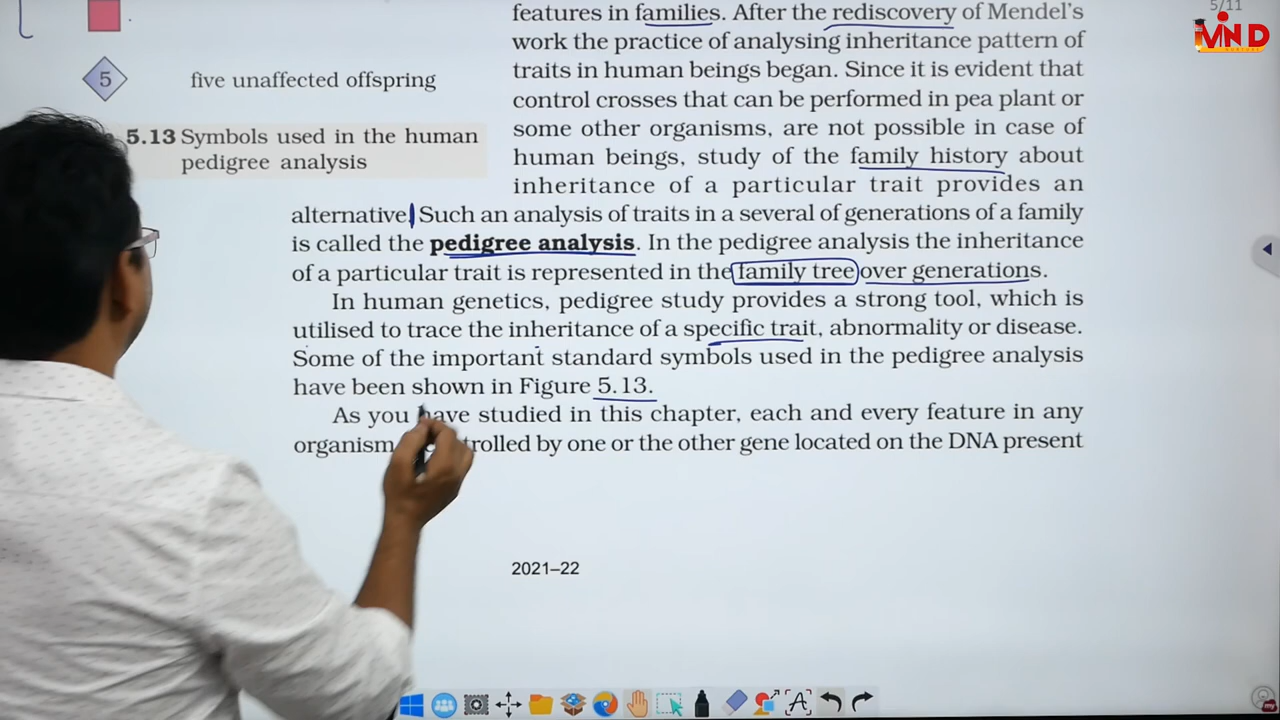 5/11
MIND
features in families. After the rediscovery of Mendel's
work the practice of analysing inheritance pattern of
5 five unaffected offspring
traits in human beings began. Since it is evident that
control crosses that can be performed in pea plant or
some other organisms, are not possible in case of
5.13 Symbols used in the human
pedigree analysis
human beings, study of the family history about
inheritance of a particular trait provides an
alternative. Such an analysis of traits in a several of generations of a family
is called the pedigree analysis. In the pedigree analysis the inheritance
of a particular trait is represented in the family tree over generations.
In human genetics, pedigree study provides a strong tool, which is
utilised to trace the inheritance of a specific trait, abnormality or disease.
Some of the important standard symbols used in the pedigree analysis
have been shown in Figure 5.13.
As you have studied in this chapter, each and every feature in any
organism trolled by one or the other gene located on the DNA present
2021–22